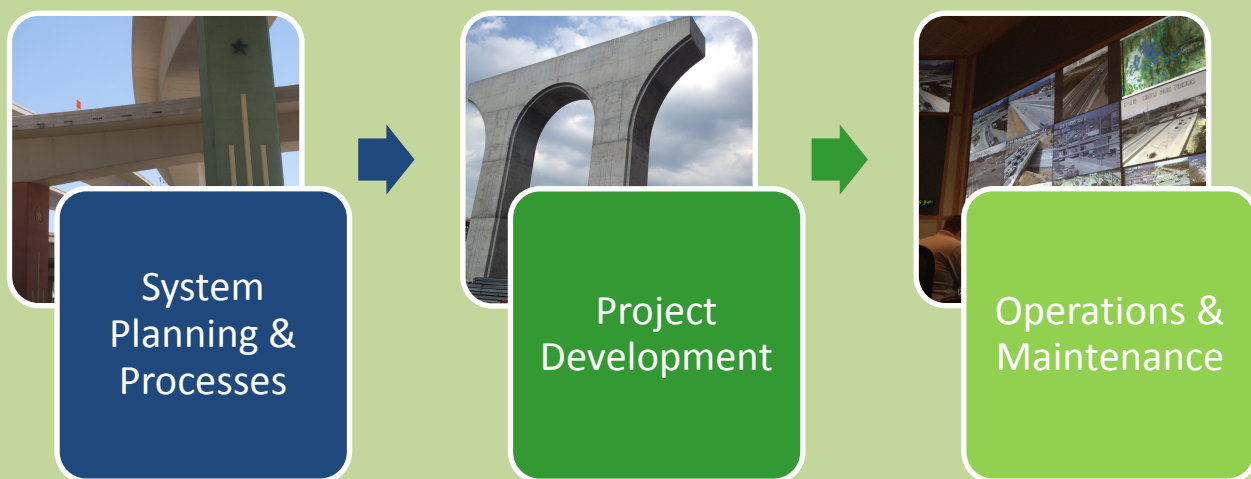 System
Planning &
Processes
Project
Development
Operations &
Maintenance